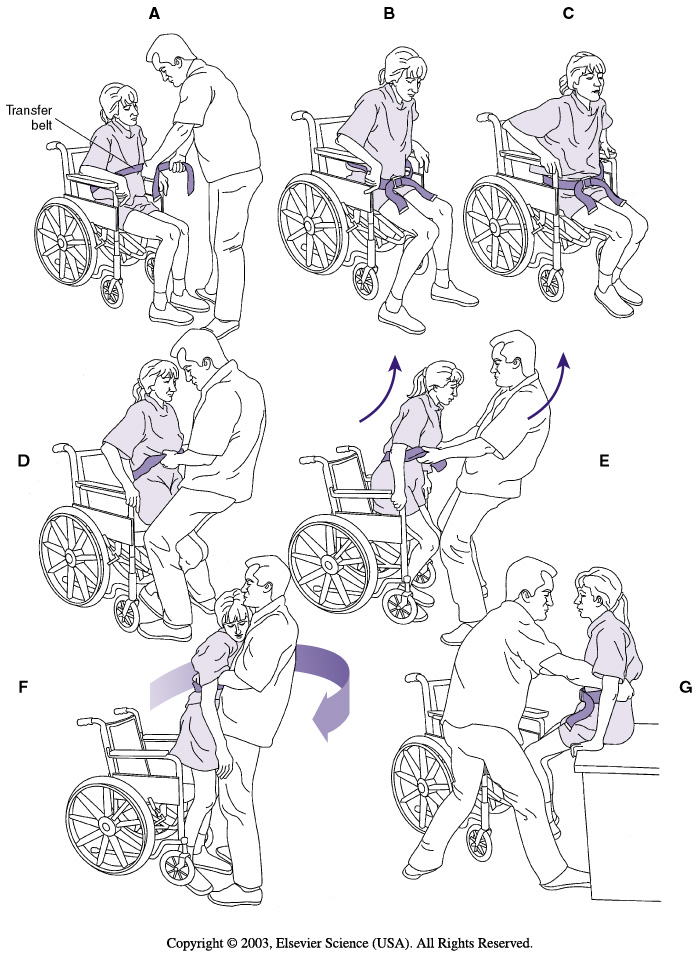 A
B
C
Transfer
belt
D
E
F
G
Copyright © 2003, Elsevier Science (USA). All Rights Reserved.